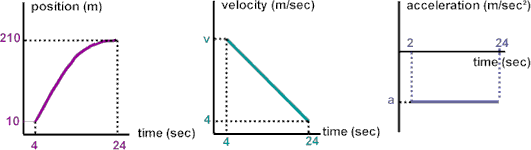 position (m)
210
10
4
24
time (sec)
velocity (m/sec)
v
4
4
24
time (sec)
acceleration (m/sec²)
2
24
time (sec)
a